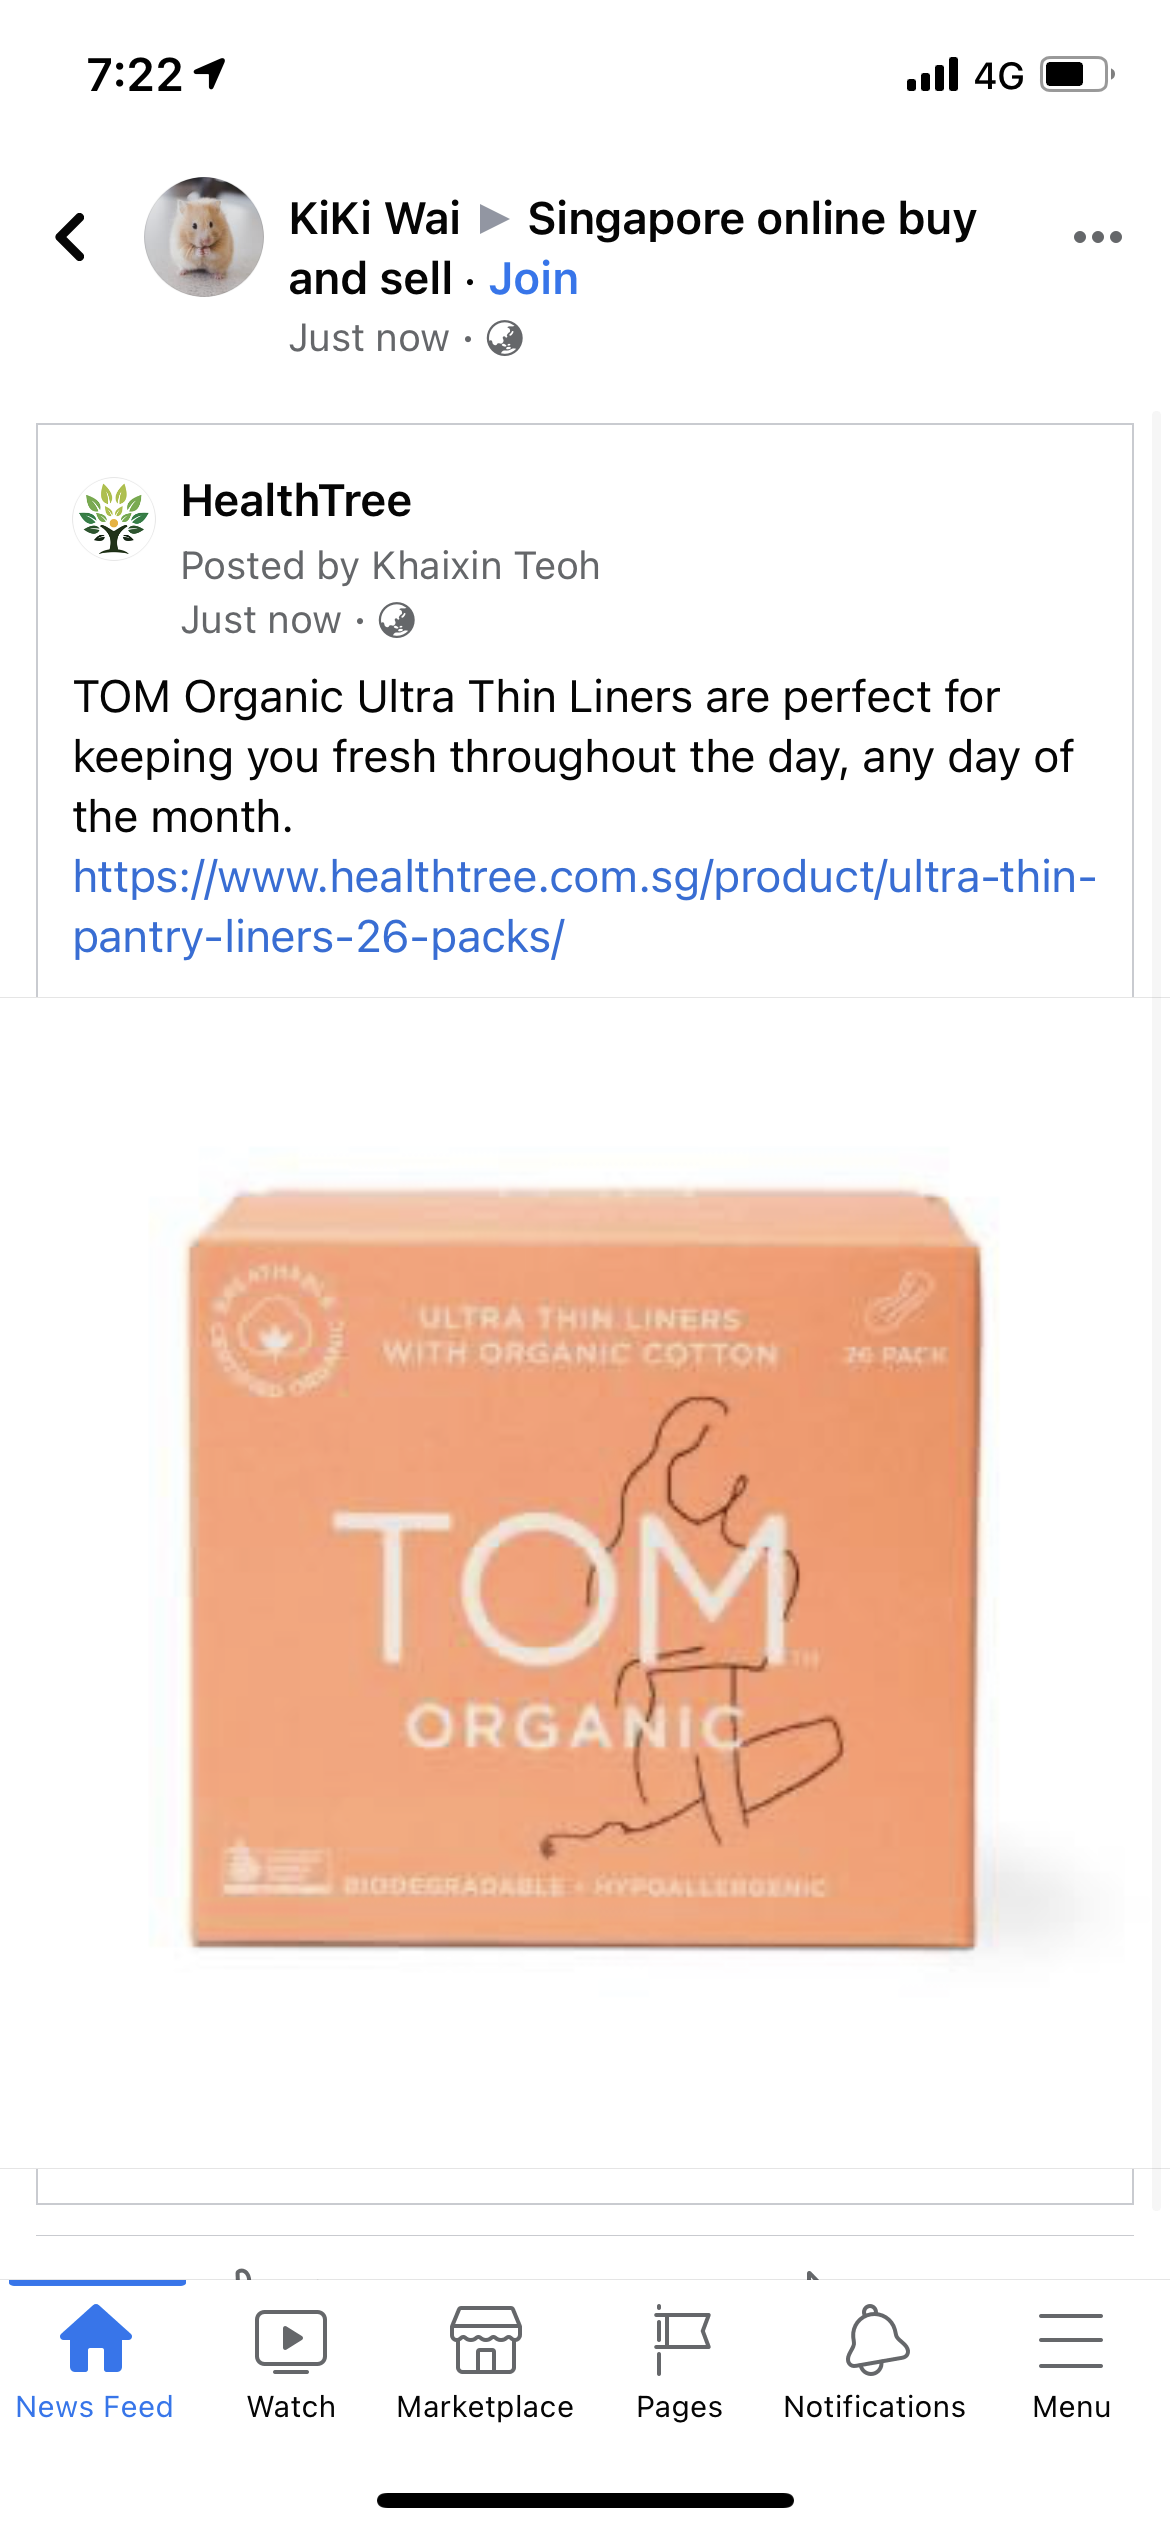 7:22
4G
KiKi Wai ▶ Singapore online buy
and sell · Join
Just now ·
HealthTree
Posted by Khaixin Teoh
Just now ·
TOM Organic Ultra Thin Liners are perfect for
keeping you fresh throughout the day, any day of
the month.
https://www.healthtree.com.sg/product/ultra-thin-
pantry-liners-26-packs/
BREATHABLE
CERTIFIED ORGANIC
ULTRA THIN LINERS
WITH ORGANIC COTTON
26 PACK
TOM
TM
ORGANIC
BIODEGRADABLE • HYPOALLERGENIC
News Feed
Watch
Marketplace
Pages
Notifications
Menu